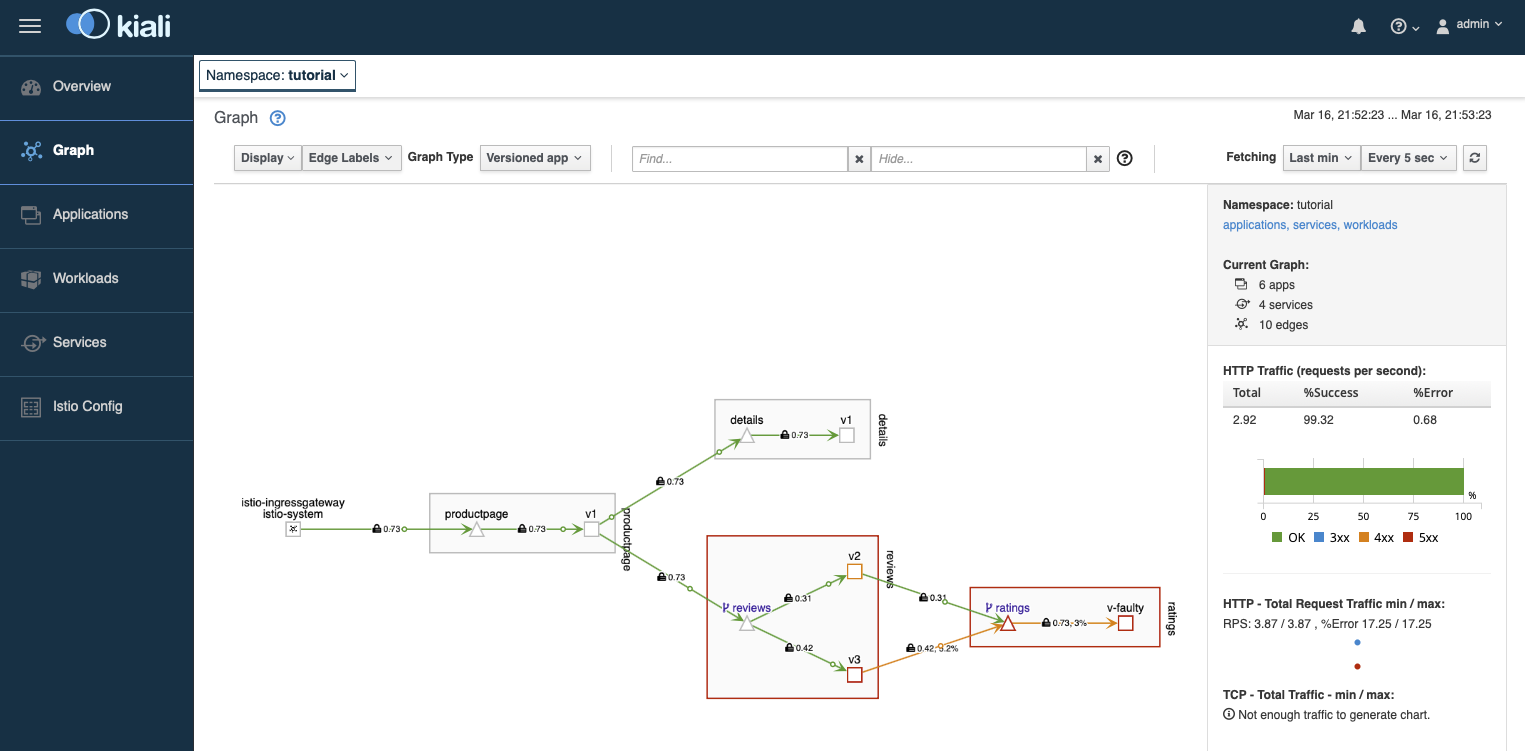 kiali
admin
Overview
Graph
Applications
Workloads
Services
Istio Config
Namespace: tutorial
Graph
Mar 16, 21:52:23 ... Mar 16, 21:53:23
Display
Edge Labels
Graph Type
Versioned app
Find...
Hide...
Fetching
Last min
Every 5 sec
Namespace: tutorial
applications, services, workloads
Current Graph:
6 apps
4 services
10 edges
HTTP Traffic (requests per second):
Total %Success %Error
2.92 99.32 0.68
%
0 25 50 75 100
OK 3xx 4xx 5xx
HTTP - Total Request Traffic min / max:
RPS: 3.87 / 3.87 , %Error 17.25 / 17.25
TCP - Total Traffic - min / max:
Not enough traffic to generate chart.
details
v1
0.73
details
0.73
istio-ingressgateway
istio-system
0.73
productpage
v1
0.73
productpage
0.73
v2
reviews
reviews
0.31
0.42
v3
0.31
0.42, 5.2%
ratings
v-faulty
0.73, 3%
ratings